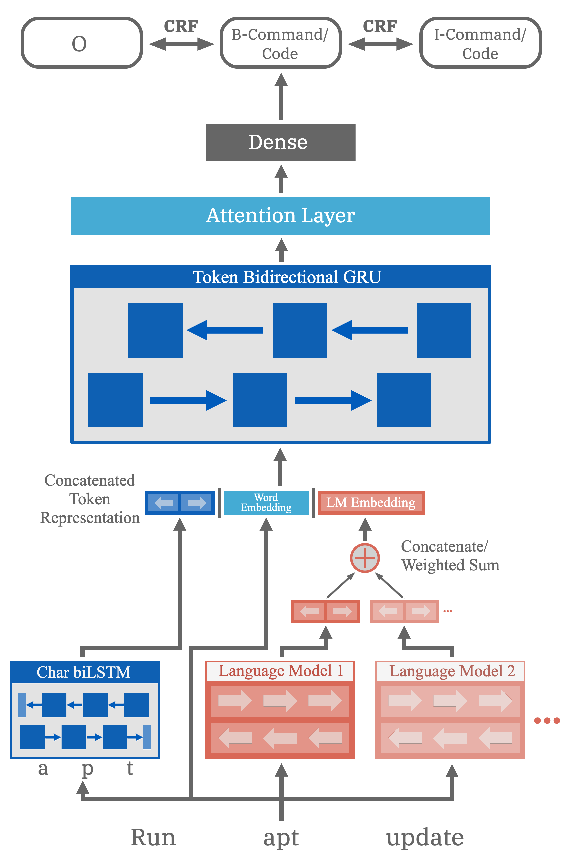 CRF
CRF
O
B-Command/
Code
I-Command/
Code
Dense
Attention Layer
Token Bidirectional GRU
Concatenated
Token
Representation
Word
Embedding
LM Embedding
Concatenate/
Weighted Sum
...
Char biLSTM
Language Model 1
Language Model 2
a p t
...
Run apt update